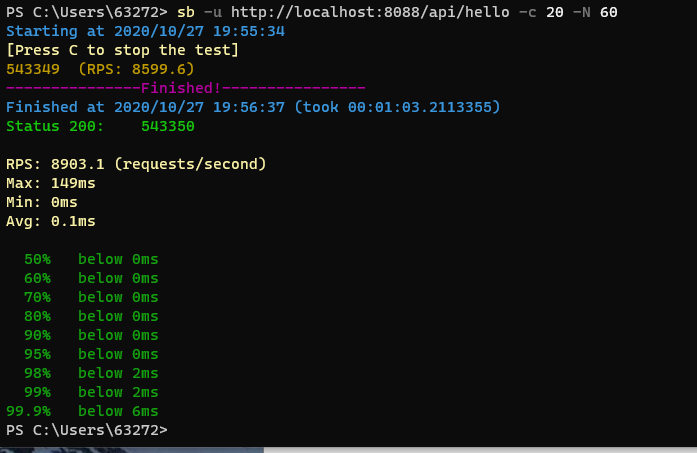 PS C:\Users\63272> sb -u http://localhost:8088/api/hello -c 20 -N 60
Starting at 2020/10/27 19:55:34
[Press C to stop the test]
543349  (RPS: 8599.6)
---------------Finished!----------------
Finished at 2020/10/27 19:56:37 (took 00:01:03.2113355)
Status 200:    543350

RPS: 8903.1 (requests/second)
Max: 149ms
Min: 0ms
Avg: 0.1ms

  50%   below 0ms
  60%   below 0ms
  70%   below 0ms
  80%   below 0ms
  90%   below 0ms
  95%   below 0ms
  98%   below 2ms
  99%   below 2ms
99.9%   below 6ms
PS C:\Users\63272>